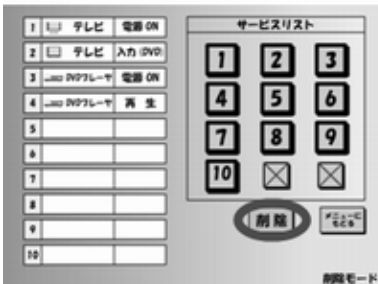 1 テレビ 電源 ON
2 テレビ 入力 (DVD)
3 DVDプレーヤ 電源 ON
4 DVDプレーヤ 再 生
5
6
7
8
9
10
サービスリスト
1 2 3
4 5 6
7 8 9
10
削 除
メニューにもどる
削除モード